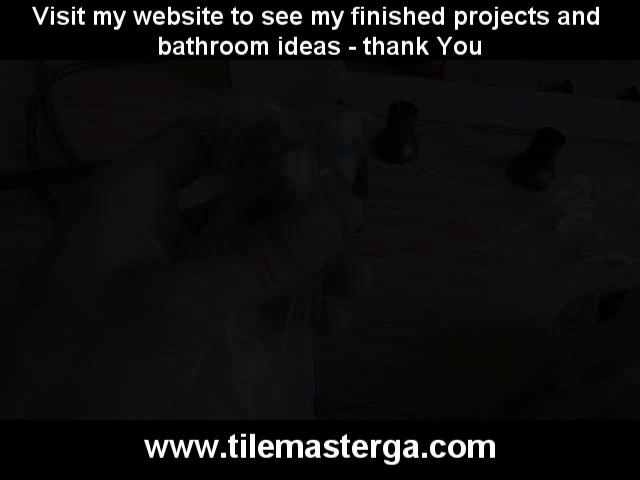 Visit my website to see my finished projects and
bathroom ideas - thank You
www.tilemasterga.com